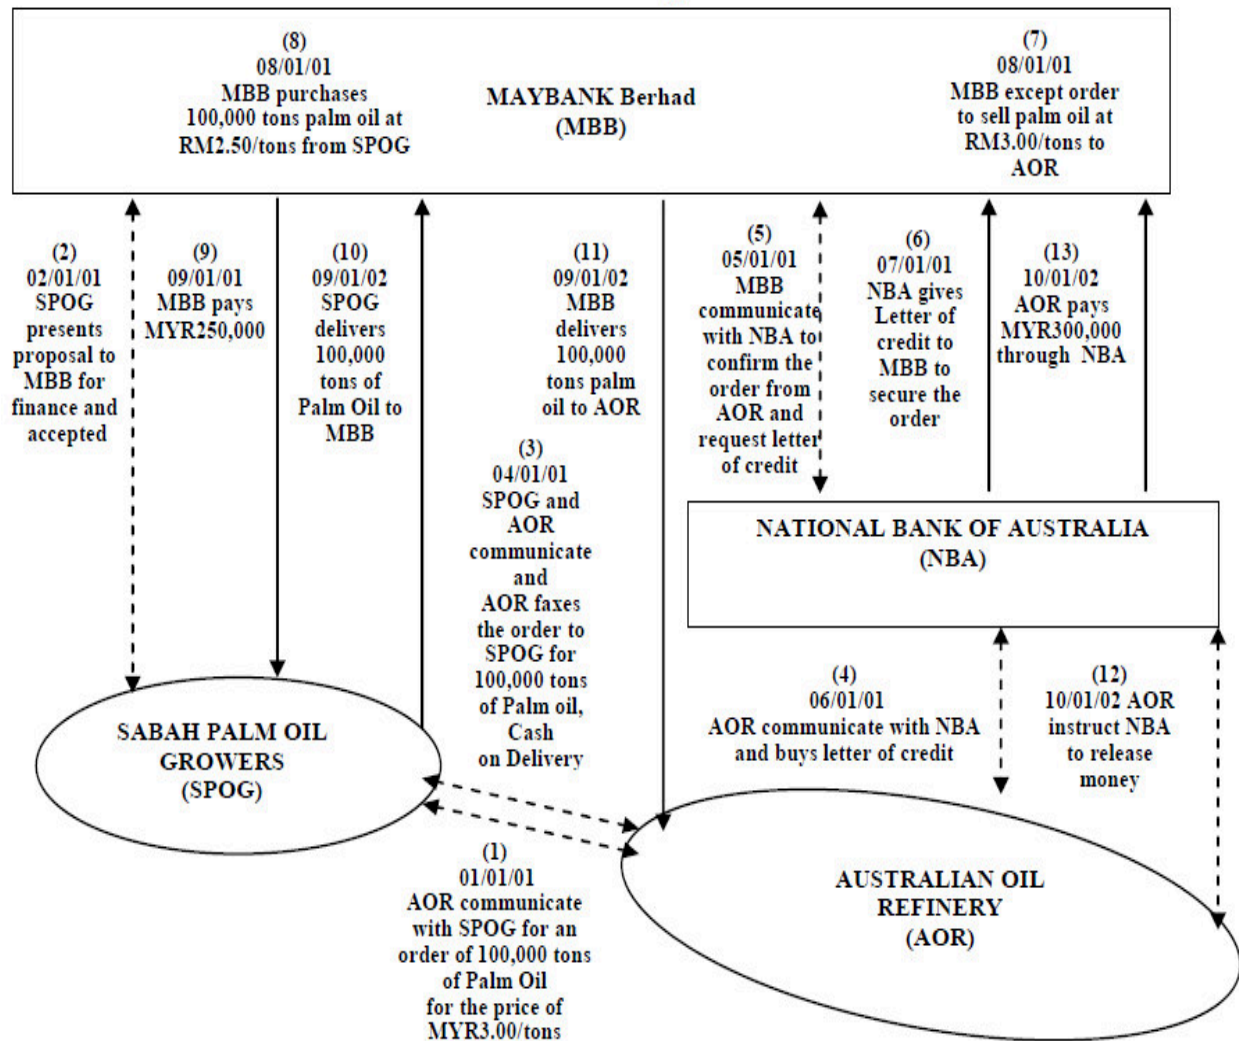 (8)
08/01/01
MBB purchases
100,000 tons palm oil at
RM2.50/tons from SPOG
MAYBANK Berhad
(MBB)
(7)
08/01/01
MBB except order
to sell palm oil at
RM3.00/tons to
AOR
(2)
02/01/01
SPOG
presents
proposal to
MBB for
finance and
accepted
(9)
09/01/01
MBB pays
MYR250,000
(10)
09/01/02
SPOG
delivers
100,000
tons of
Palm Oil to
MBB
(11)
09/01/02
MBB
delivers
100,000
tons palm
oil to AOR
(5)
05/01/01
MBB
communicate
with NBA to
confirm the
order from
AOR and
request letter
of credit
(6)
07/01/01
NBA gives
Letter of
credit to
MBB to
secure the
order
(13)
10/01/02
AOR pays
MYR300,000
through NBA
(3)
04/01/01
SPOG and
AOR
communicate
and
AOR faxes
the order to
SPOG for
100,000 tons
of Palm oil,
Cash
on Delivery
NATIONAL BANK OF AUSTRALIA
(NBA)
(4)
06/01/01
AOR communicate with NBA
and buys letter of credit
(12)
10/01/02 AOR
instruct NBA
to release
money
SABAH PALM OIL
GROWERS
(SPOG)
(1)
01/01/01
AOR communicate
with SPOG for an
order of 100,000 tons
of Palm Oil
for the price of
MYR3.00/tons
AUSTRALIAN OIL
REFINERY
(AOR)